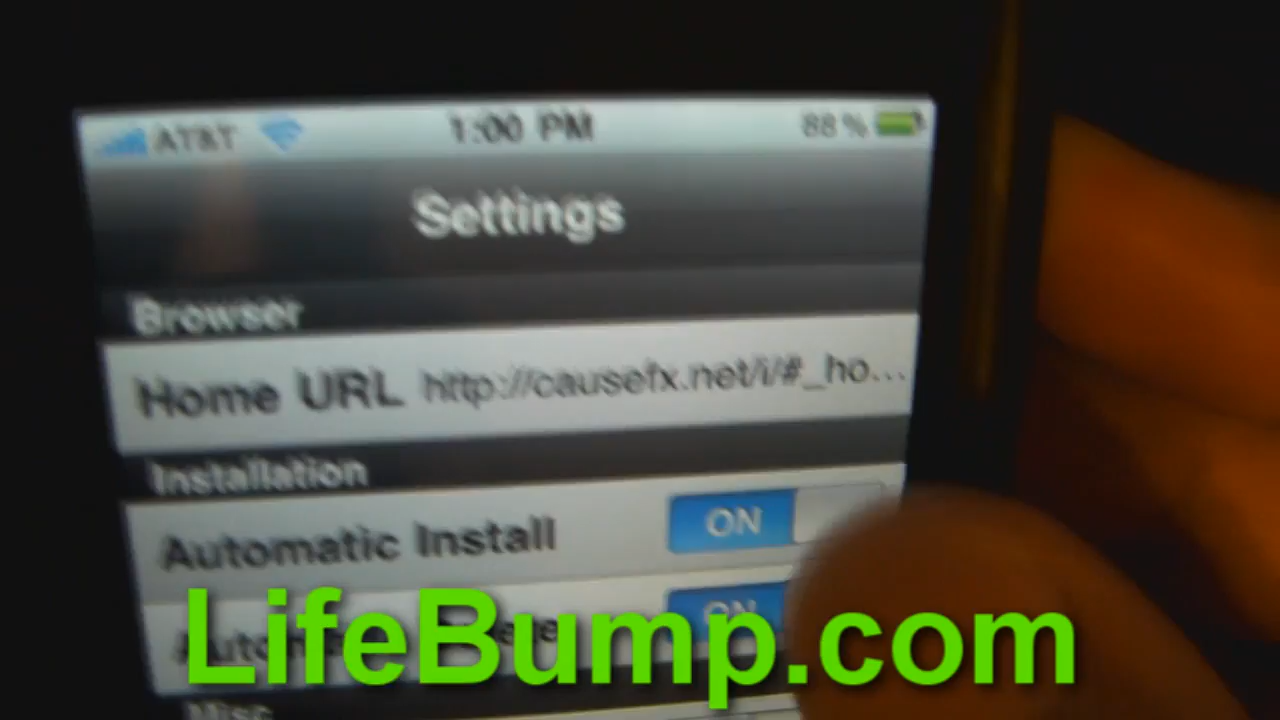 AT&T 1:00 PM 88%
Settings
Browser
Home URL http://causefx.net/i/#_ho...
Installation
Automatic Install ON
ON
LifeBump.com
Misc